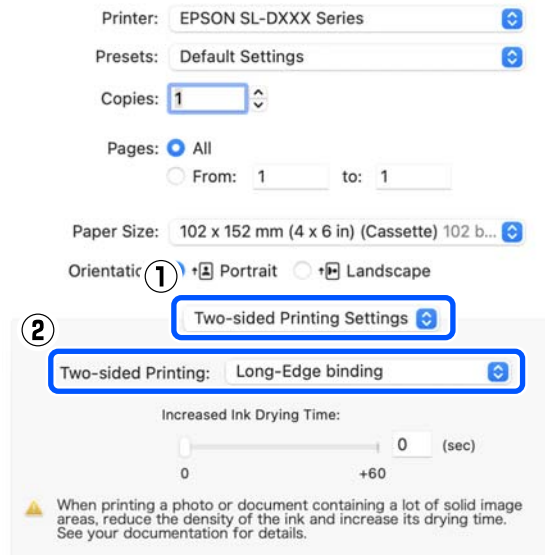 Printer: EPSON SL-DXXX Series
Presets: Default Settings
Copies: 1
Pages: All
From: 1 to: 1
Paper Size: 102 x 152 mm (4 x 6 in) (Cassette) 102 b...
Orientatic Portrait Landscape
1
Two-sided Printing Settings
2
Two-sided Printing: Long-Edge binding
Increased Ink Drying Time:
0 (sec)
0 +60
When printing a photo or document containing a lot of solid image
areas, reduce the density of the ink and increase its drying time.
See your documentation for details.